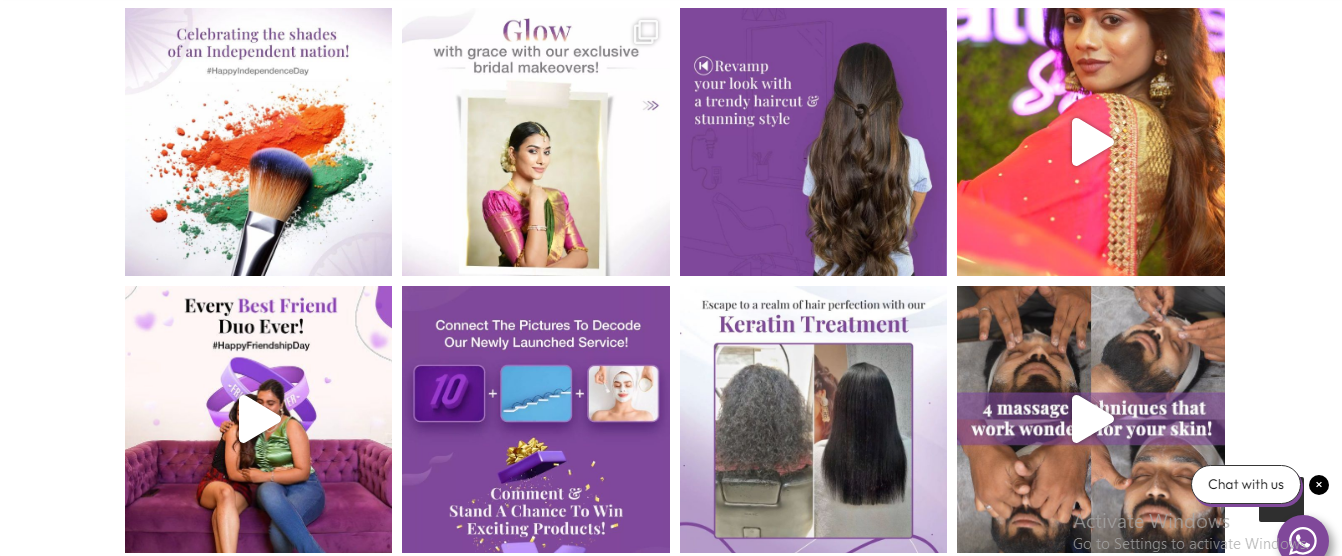 Celebrating the shades
of an Independent nation!
#HappyIndependenceDay
Glow
with grace with our exclusive
bridal makeovers!
Revamp
your look with
a trendy haircut &
stunning style
Every Best Friend
Duo Ever!
#HappyFriendshipDay
Connect The Pictures To Decode
Our Newly Launched Service!
10
+
+
Comment &
Stand A Chance To Win
Exciting Products!
Escape to a realm of hair perfection with our
Keratin Treatment
4 massage
work
for your skin!
that
Chat with us
Activate Windows
Go to Settings to activate Windows.